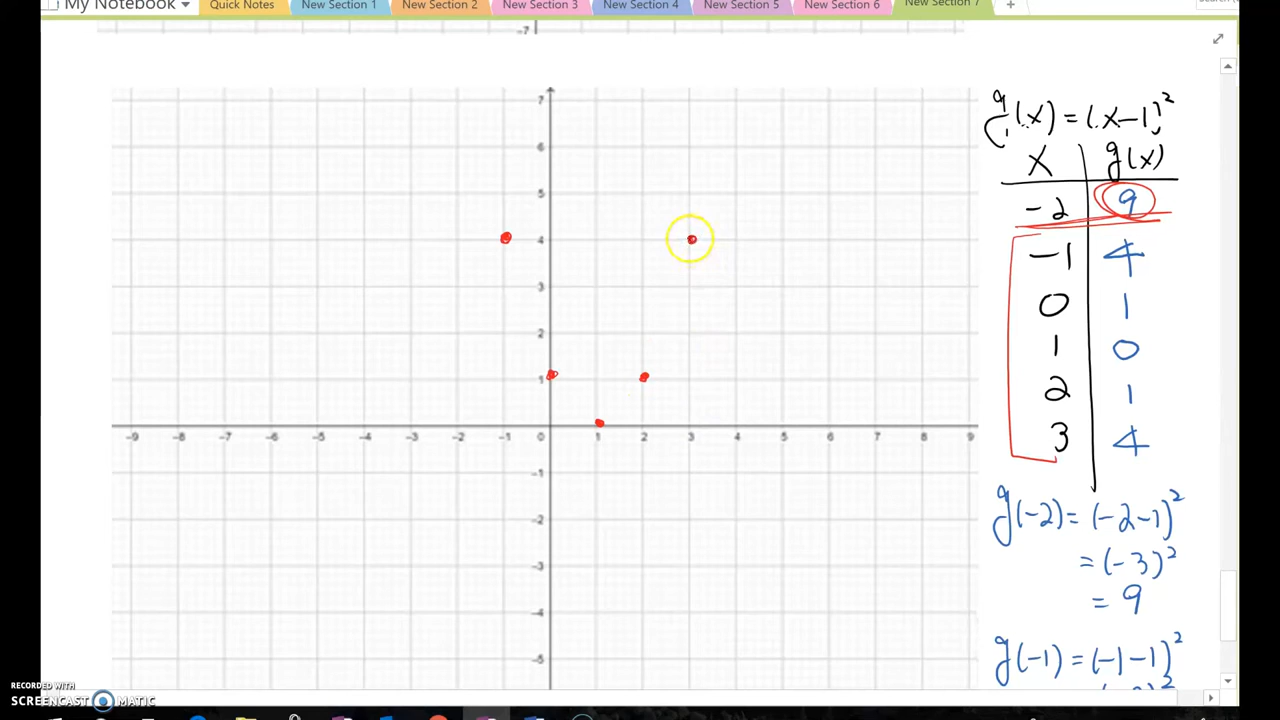 My Notebook Quick Notes New Section 1 New Section 2 New Section 3 New Section 4 New Section 5 New Section 6 New Section 7 +
-7
7
6
5
4
3
2
1
-9 -8 -7 -6 -5 -4 -3 -2 -1 0 1 2 3 4 5 6 7 8 9
-1
-2
-3
-4
-5
g(x) = (x-1)²
x g(x)
-2 9
-1 4
0 1
1 0
2 1
3 4
g(-2) = (-2-1)²
= (-3)²
= 9
g(-1) = (-1-1)²
RECORDED WITH
SCREENCAST MATIC